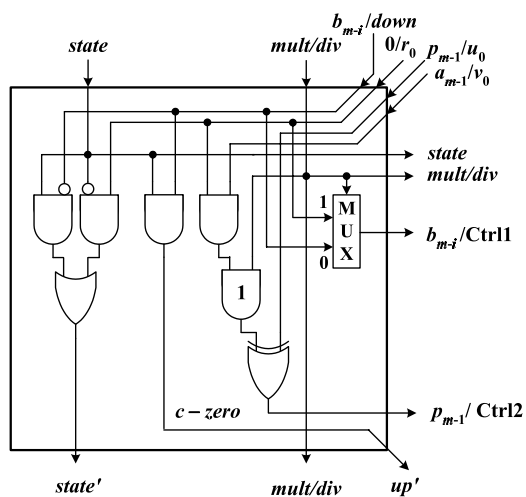 b_{m-i}/down
state
mult/div
0/r_0
p_{m-1}/u_0
a_{m-1}/v_0
state
mult/div
1
M
U
X
0
b_{m-i}/Ctrl1
1
c – zero
p_{m-1}/ Ctrl2
state'
mult/div
up'